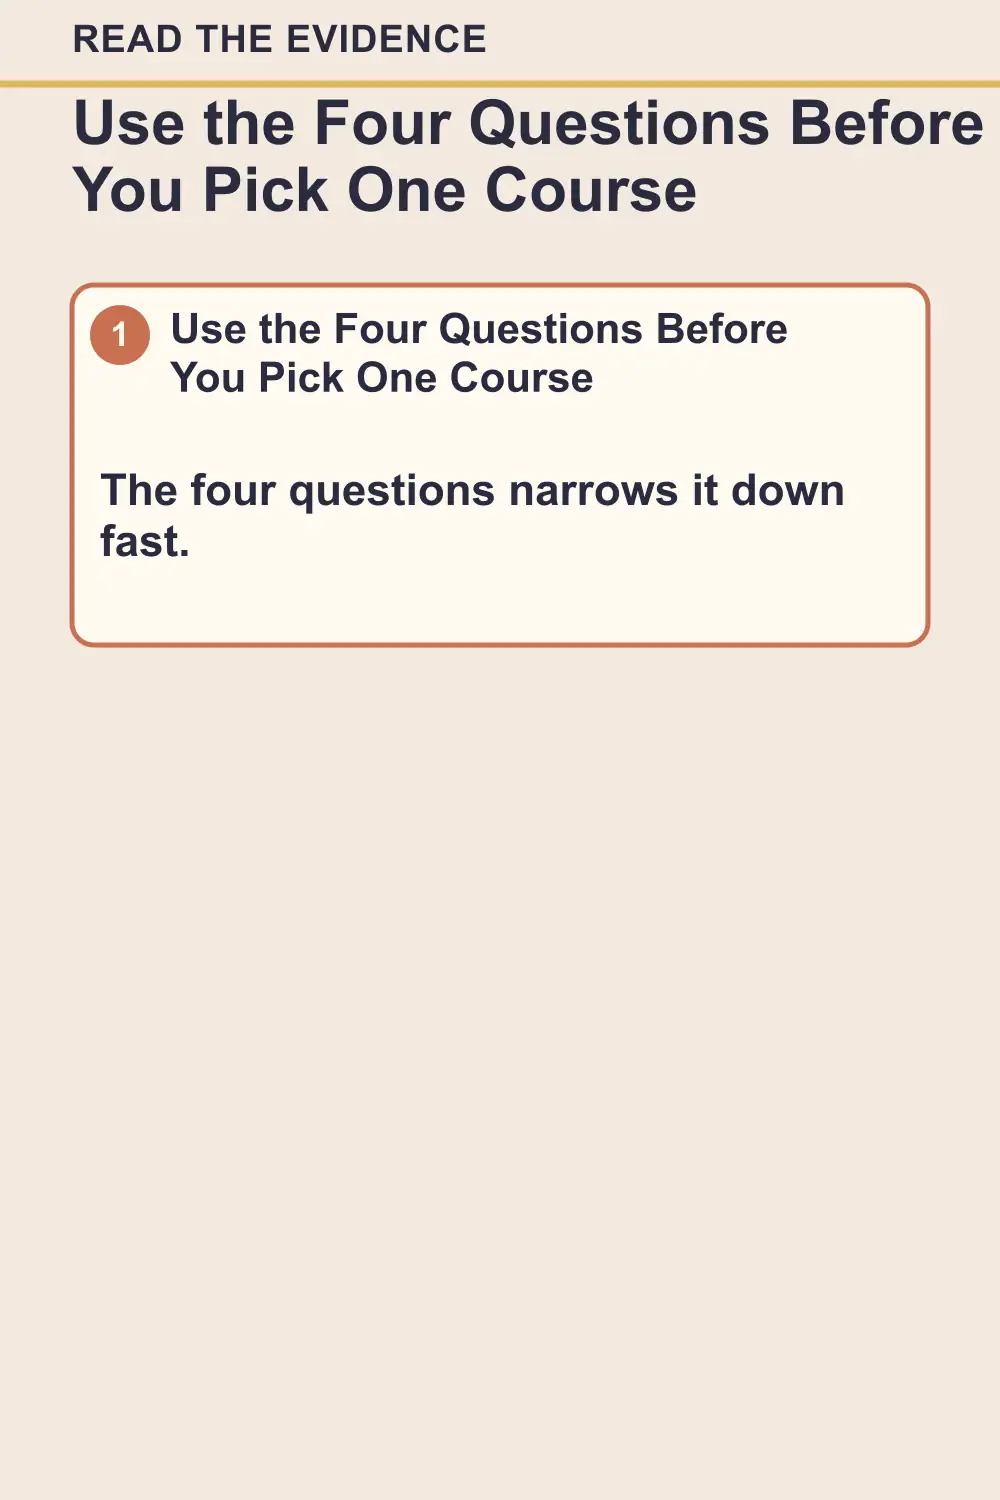 READ THE EVIDENCE
Use the Four Questions Before
You Pick One Course
1
Use the Four Questions Before
You Pick One Course
The four questions narrows it down
fast.